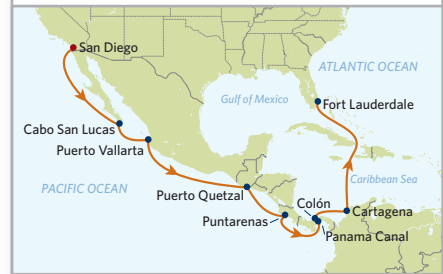 San Diego
ATLANTIC OCEAN
Gulf of Mexico
Fort Lauderdale
Cabo San Lucas
Puerto Vallarta
Caribbean Sea
PACIFIC OCEAN
Puerto Quetzal
Colón
Cartagena
Puntarenas
Panama Canal